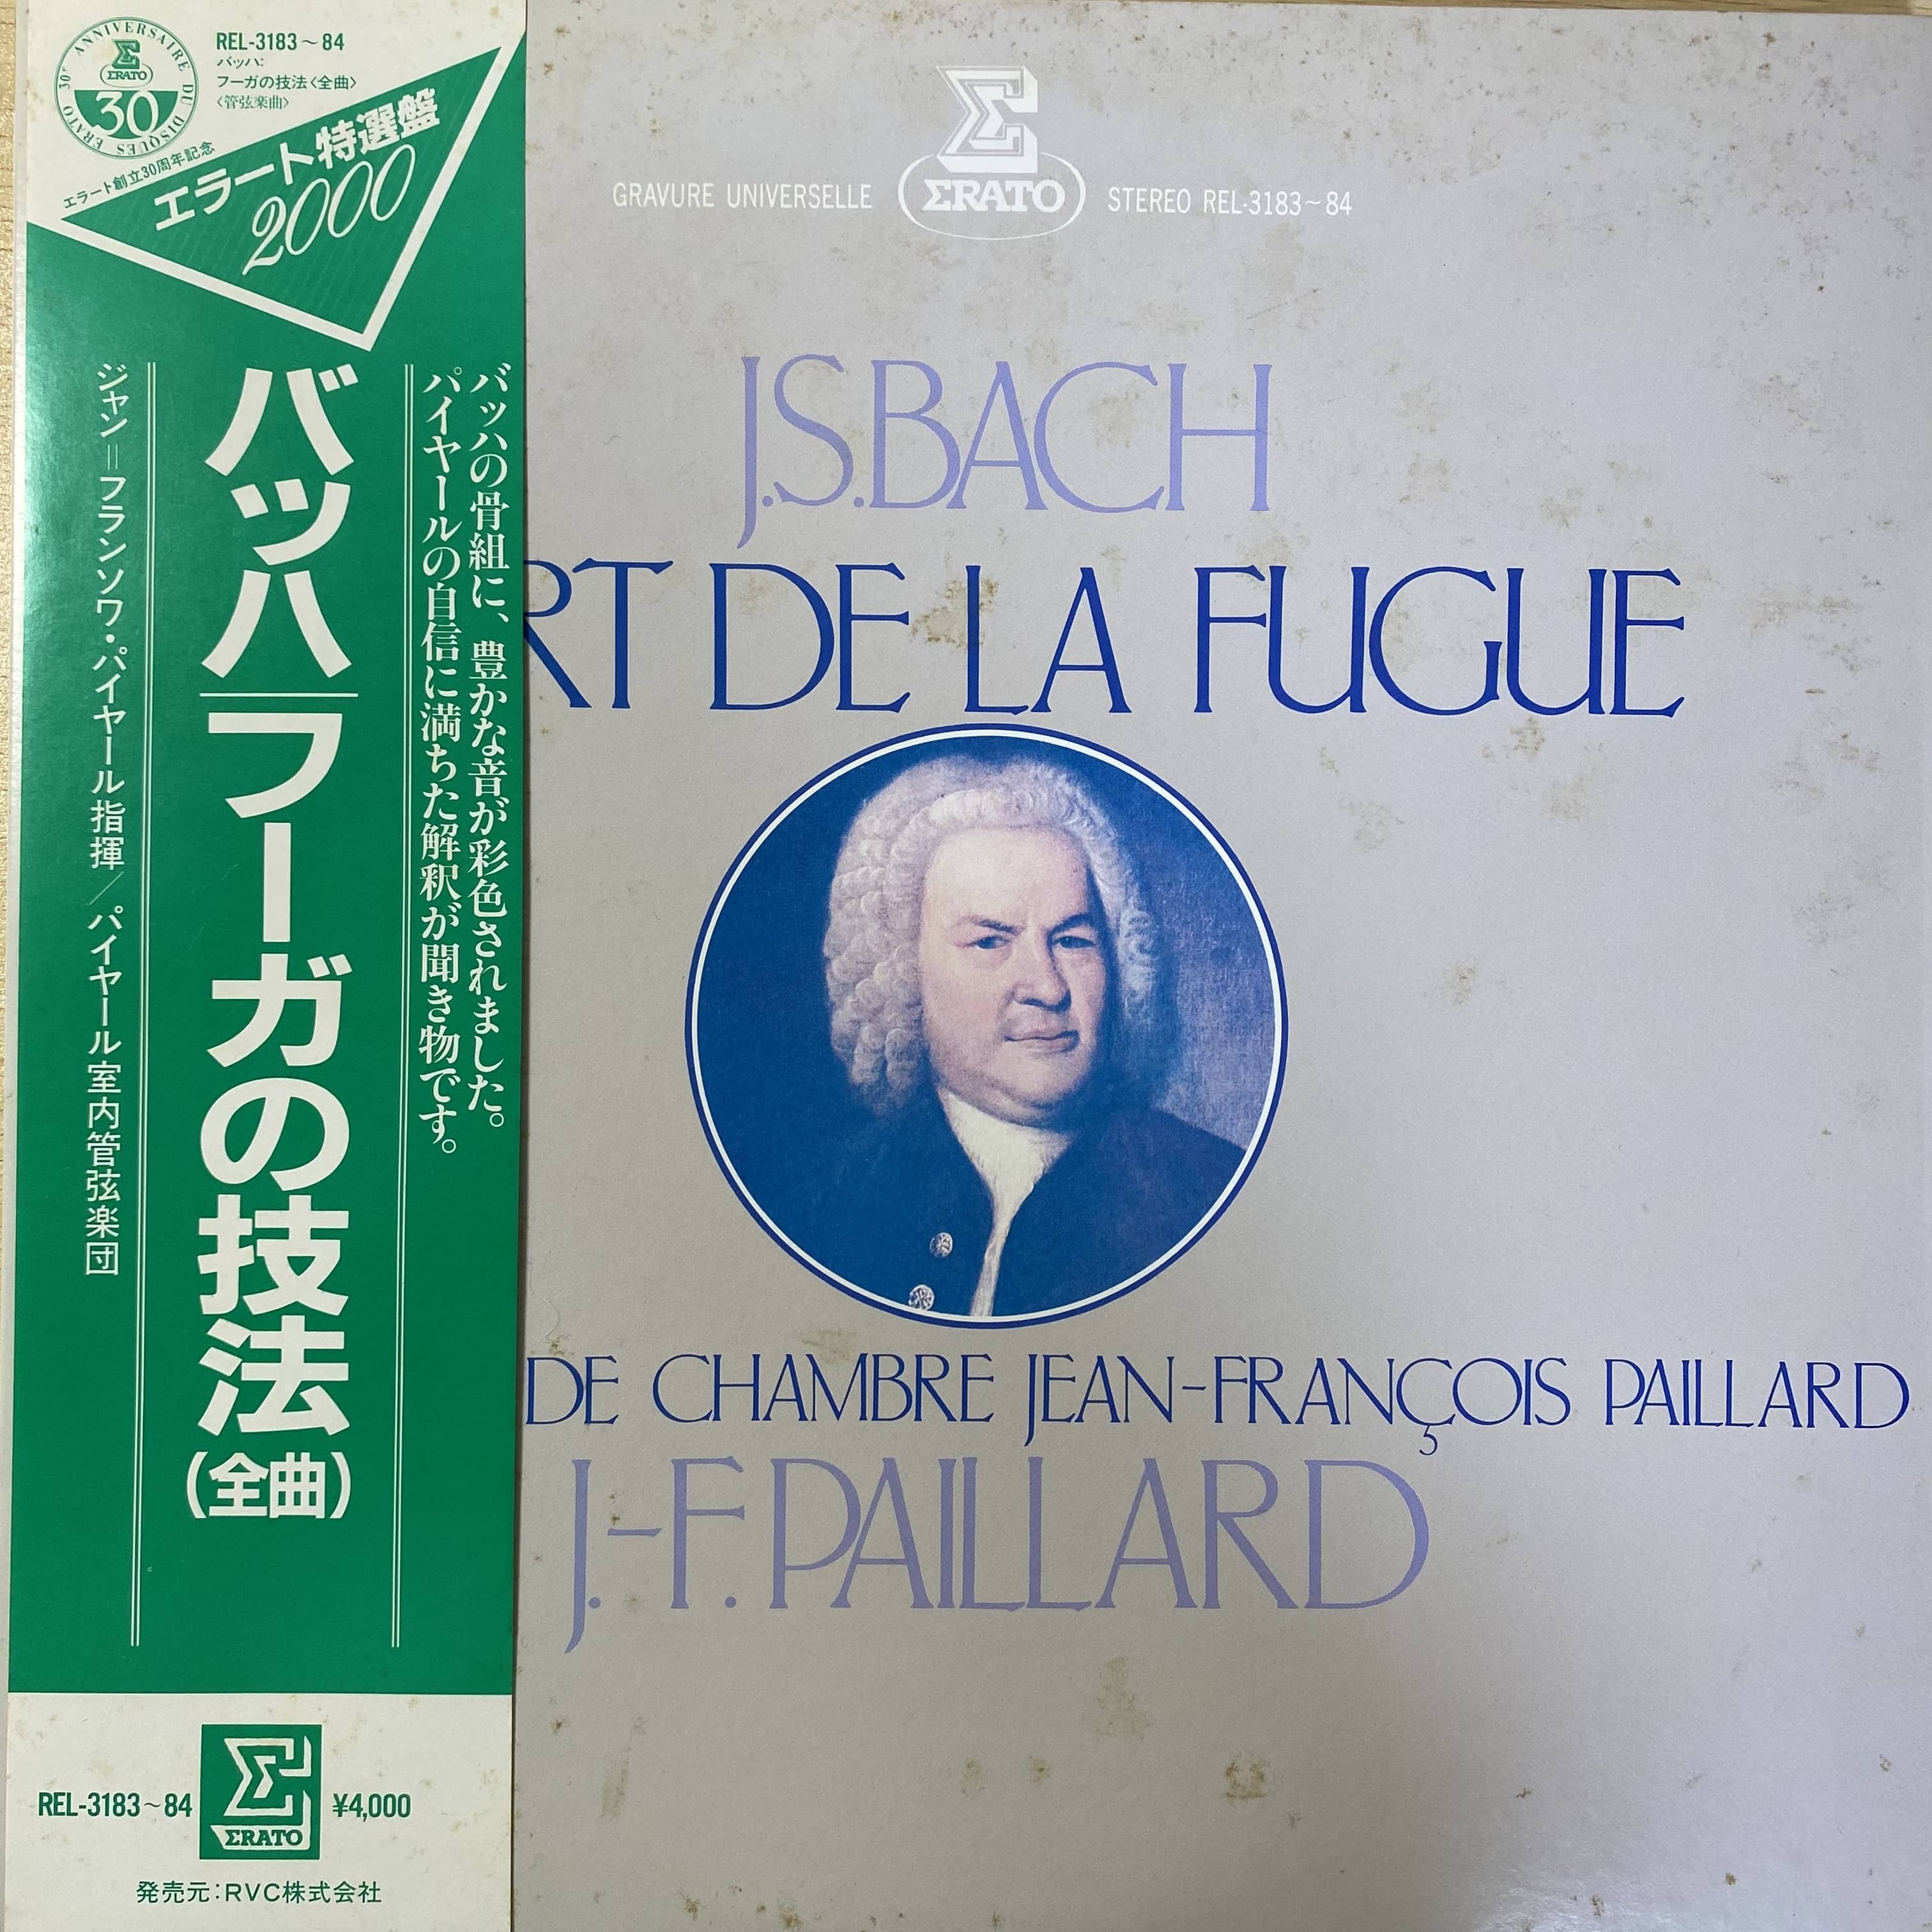 30e ANNIVERSAIRE DU DISQUES ERATO
ΣRATO
30
REL-3183~84
バッハ:
フーガの技法〈全曲〉
〈管弦楽曲〉
エラート創立30周年記念
エラート特選盤
2000
バッハの骨組に、豊かな音が彩色されました。
パイヤールの自信に満ちた解釈が聞き物です。
バッハ|フーガの技法(全曲)
ジャン=フランソワ・パイヤール指揮/パイヤール室内管弦楽団
REL-3183~84
ΣRATO
¥4,000
発売元:RVC株式会社
GRAVURE UNIVERSELLE
ΣRATO
STEREO REL-3183~84
J.S.BACH
RT DE LA FUGUE
DE CHAMBRE JEAN-FRANÇOIS PAILLARD
J.-F. PAILLARD